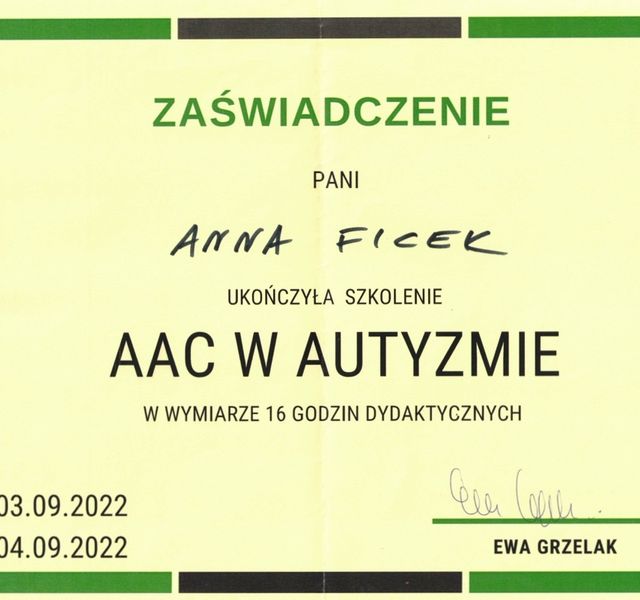 ZAŚWIADCZENIE
PANI
ANNA FICEK
UKOŃCZYŁA SZKOLENIE
AAC W AUTYZMIE
W WYMIARZE 16 GODZIN DYDAKTYCZNYCH
03.09.2022
04.09.2022
EWA GRZELAK